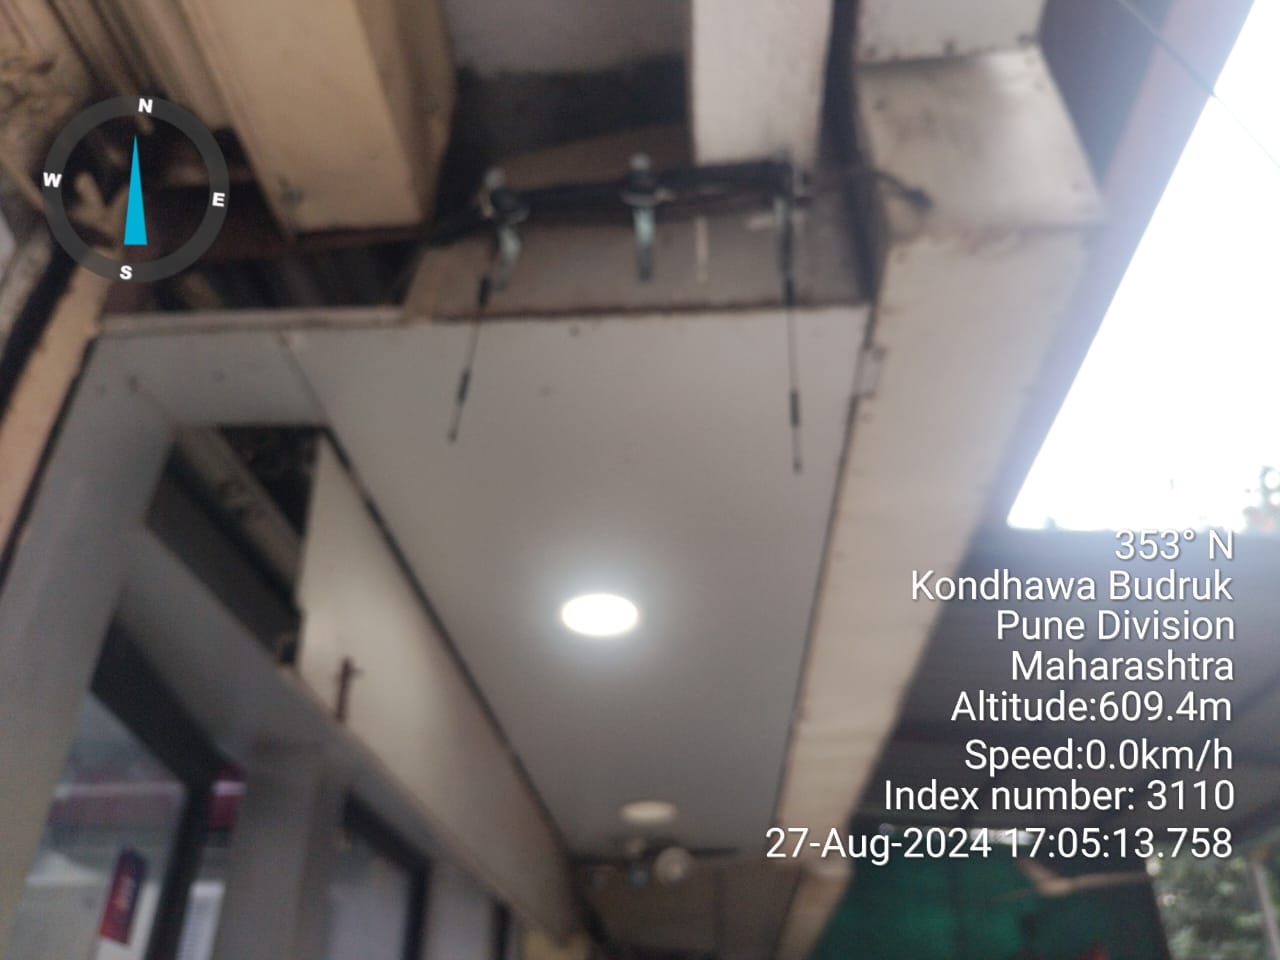 N
W
E
S
353° N
Kondhawa Budruk
Pune Division
Maharashtra
Altitude:609.4m
Speed:0.0km/h
Index number: 3110
27-Aug-2024 17:05:13.758